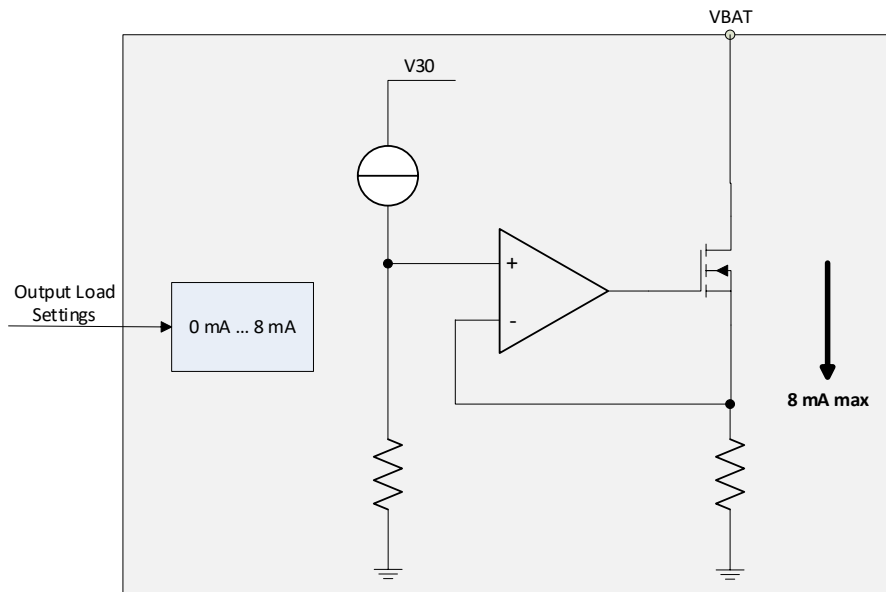 VBAT
V30
+
-
Output Load
Settings
0 mA ... 8 mA
8 mA max